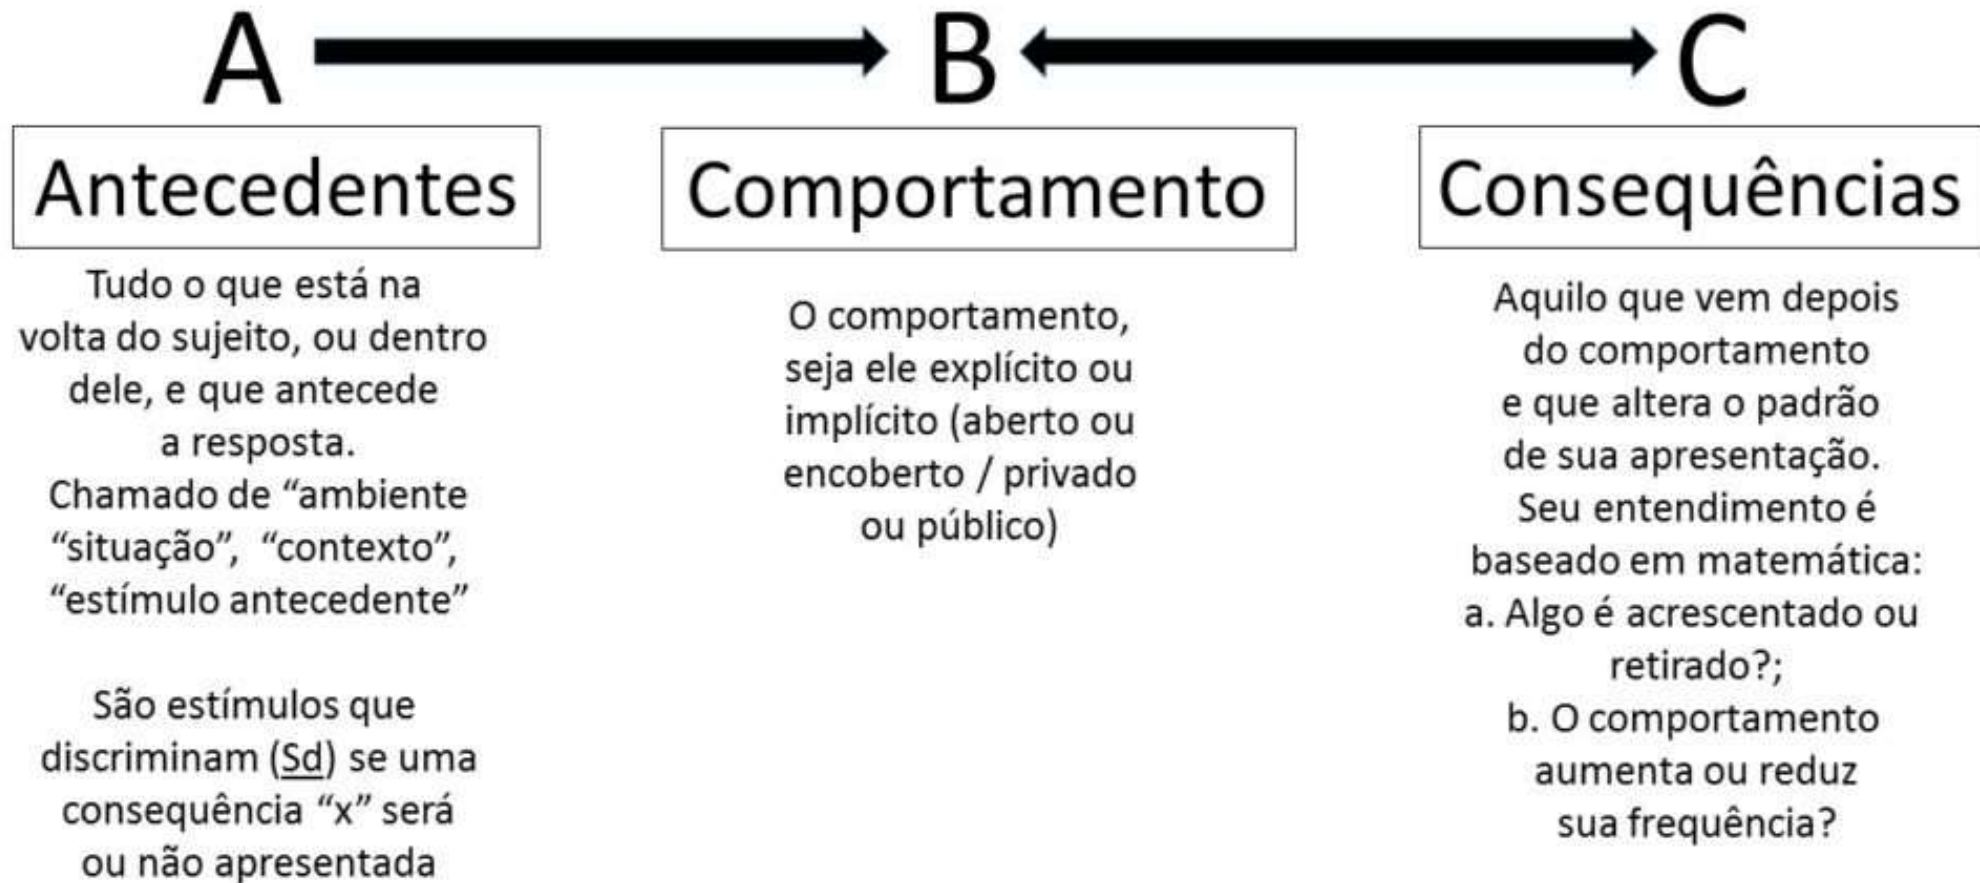 A
B
C
Antecedentes
Tudo o que está na
volta do sujeito, ou dentro
dele, e que antecede
a resposta.
Chamado de “ambiente
“situação”, “contexto”,
“estímulo antecedente”
São estímulos que
discriminam (Sd) se uma
consequência “x” será
ou não apresentada
Comportamento
O comportamento,
seja ele explícito ou
implícito (aberto ou
encoberto / privado
ou público)
Consequências
Aquilo que vem depois
do comportamento
e que altera o padrão
de sua apresentação.
Seu entendimento é
baseado em matemática:
a. Algo é acrescentado ou
retirado?;
b. O comportamento
aumenta ou reduz
sua frequência?